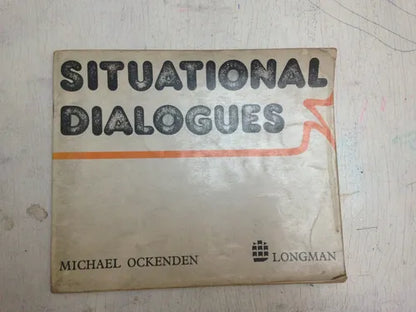 SITUATIONAL
DIALOGUES
MICHAEL OCKENDEN LONGMAN